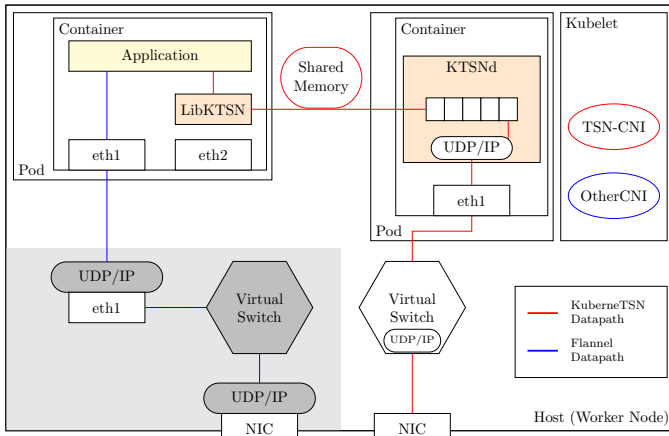 Container
Application
LibKTSN
eth1
eth2
Pod
Shared
Memory
Container
KTSNd
UDP/IP
eth1
Pod
Kubelet
TSN-CNI
OtherCNI
UDP/IP
eth1
Virtual
Switch
UDP/IP
NIC
Virtual
Switch
UDP/IP
NIC
KuberneTSN
Datapath
Flannel
Datapath
Host (Worker Node)